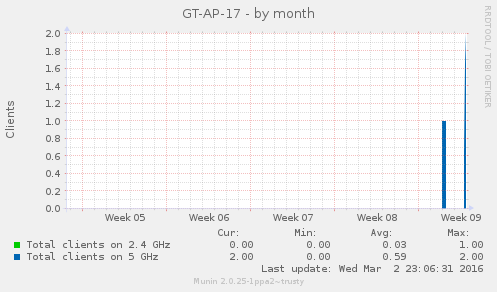 GT-AP-17 - by month
RRDTOOL / TOBI OETIKER
Clients
2.0
1.8
1.6
1.4
1.2
1.0
0.8
0.6
0.4
0.2
0.0
Week 05 Week 06 Week 07 Week 08 Week 09
Cur: Min: Avg: Max:
Total clients on 2.4 GHz 0.00 0.00 0.03 1.00
Total clients on 5 GHz 2.00 0.00 0.59 2.00
Last update: Wed Mar 2 23:06:31 2016
Munin 2.0.25-1ppa2~trusty